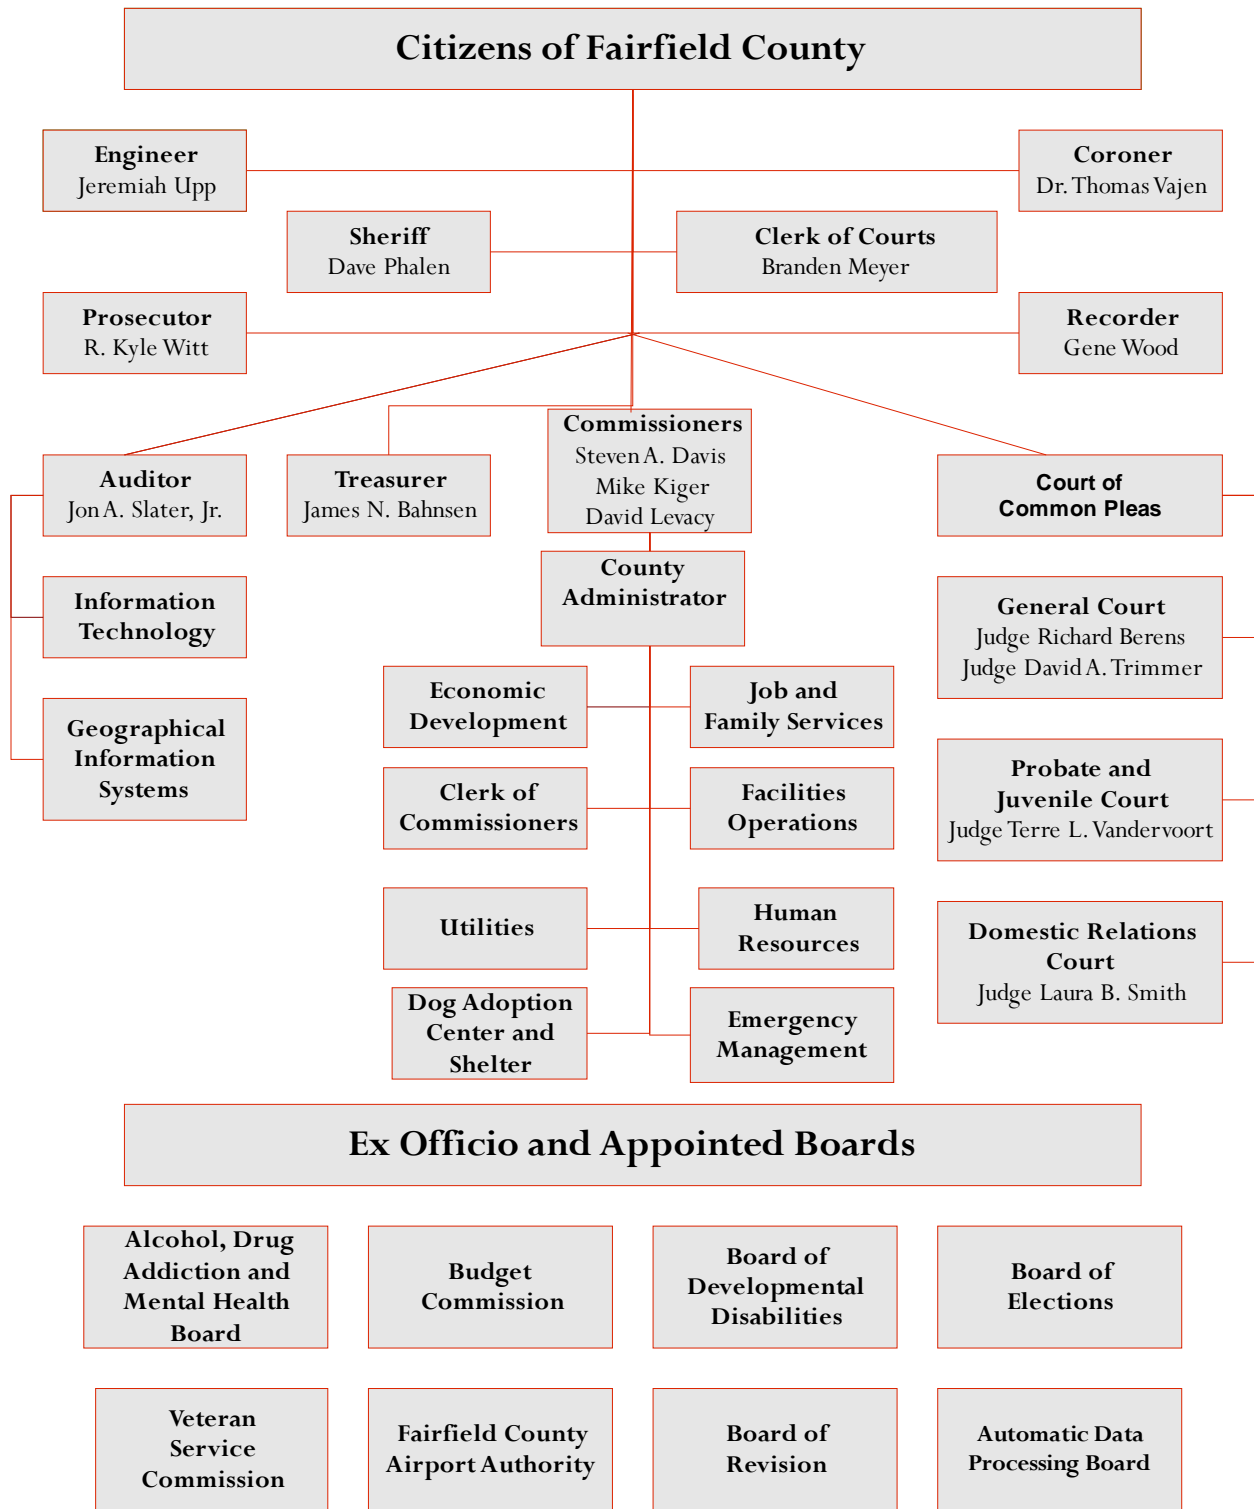 Citizens of Fairfield County
Engineer
Jeremiah Upp
Coroner
Dr. Thomas Vajen
Sheriff
Dave Phalen
Clerk of Courts
Branden Meyer
Prosecutor
R. Kyle Witt
Recorder
Gene Wood
Auditor
Jon A. Slater, Jr.
Treasurer
James N. Bahnsen
Commissioners
Steven A. Davis
Mike Kiger
David Levacy
Court of
Common Pleas
County
Administrator
Information
Technology
General Court
Judge Richard Berens
Judge David A. Trimmer
Geographical
Information
Systems
Economic
Development
Job and
Family Services
Probate and
Juvenile Court
Judge Terre L. Vandervoort
Clerk of
Commissioners
Facilities
Operations
Utilities
Human
Resources
Domestic Relations
Court
Judge Laura B. Smith
Dog Adoption
Center and
Shelter
Emergency
Management
Ex Officio and Appointed Boards
Alcohol, Drug
Addiction and
Mental Health
Board
Budget
Commission
Board of
Developmental
Disabilities
Board of
Elections
Veteran
Service
Commission
Fairfield County
Airport Authority
Board of
Revision
Automatic Data
Processing Board